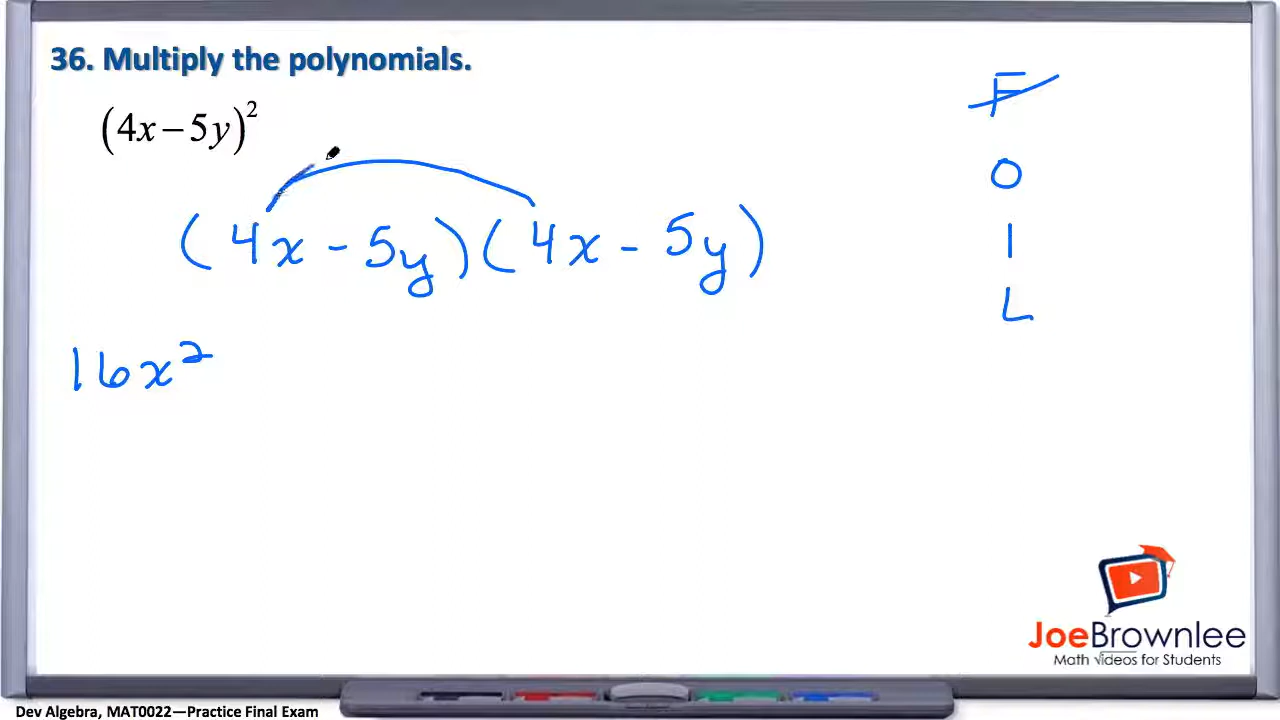 36. Multiply the polynomials.
(4x − 5y)²
F
O
I
L
(4x − 5y)(4x − 5y)
16x²
JoeBrownlee
Math Videos for Students
Dev Algebra, MAT0022—Practice Final Exam